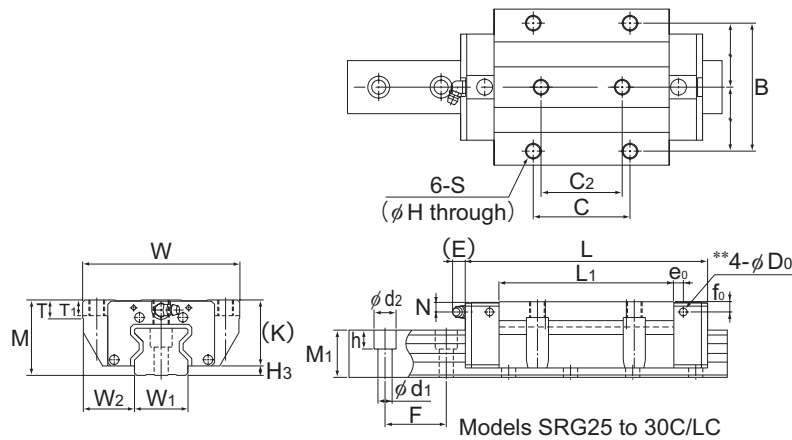 B
6-S
(φH through)
C2
C
W
(E)
L
L1
e0
**4-φD0
f0
N
φd2
T
T1
M
(K)
H3
h
M1
W2
W1
φd1
F
Models SRG25 to 30C/LC